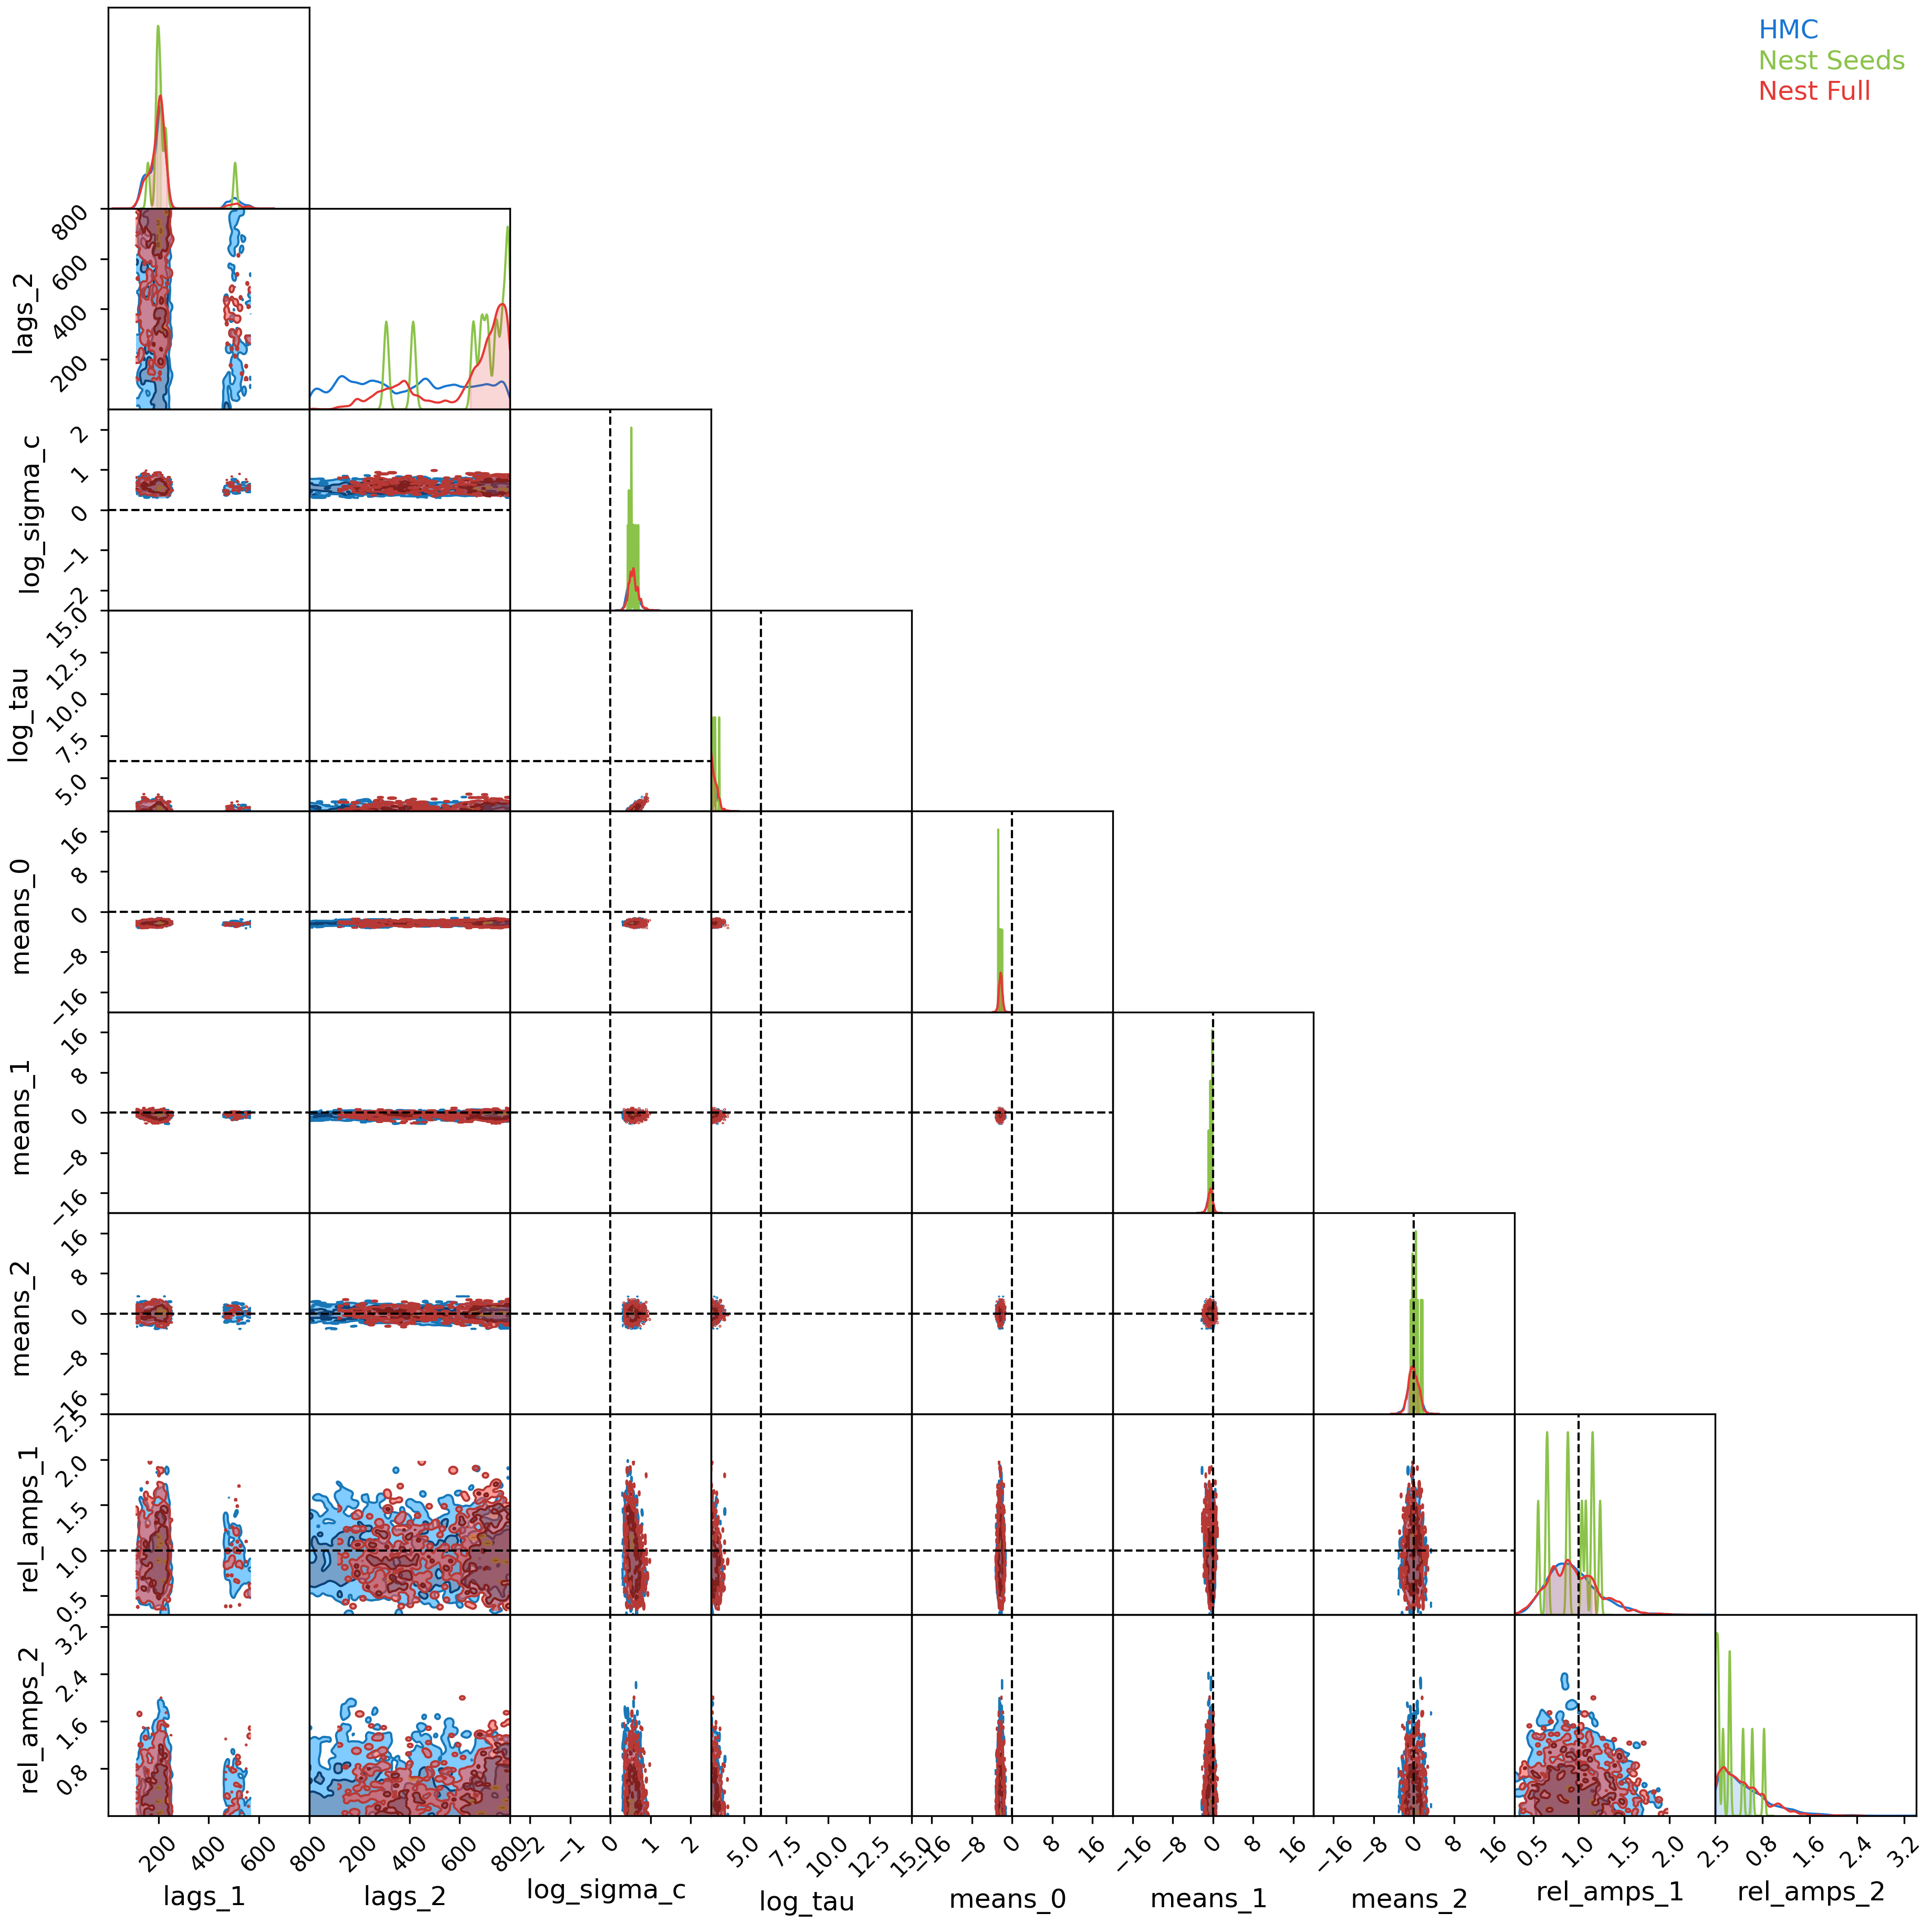 HMC
Nest Seeds
Nest Full
lags_2
800
600
400
200
log_sigma_c
2
1
0
−1
−2
log_tau
15.0
12.5
10.0
7.5
5.0
means_0
16
8
0
−8
−16
means_1
16
8
0
−8
−16
means_2
16
8
0
−8
−16
rel_amps_1
2.5
2.0
1.5
1.0
0.5
rel_amps_2
3.2
2.4
1.6
0.8
200 400 600 800
200 400 600 800
−2 −1 0 1 2
5.0 7.5 10.0 12.5 15.0
−16 −8 0 8 16
−16 −8 0 8 16
−16 −8 0 8 16
0.5 1.0 1.5 2.0 2.5
0.8 1.6 2.4 3.2
lags_1 lags_2 log_sigma_c log_tau means_0 means_1 means_2 rel_amps_1 rel_amps_2